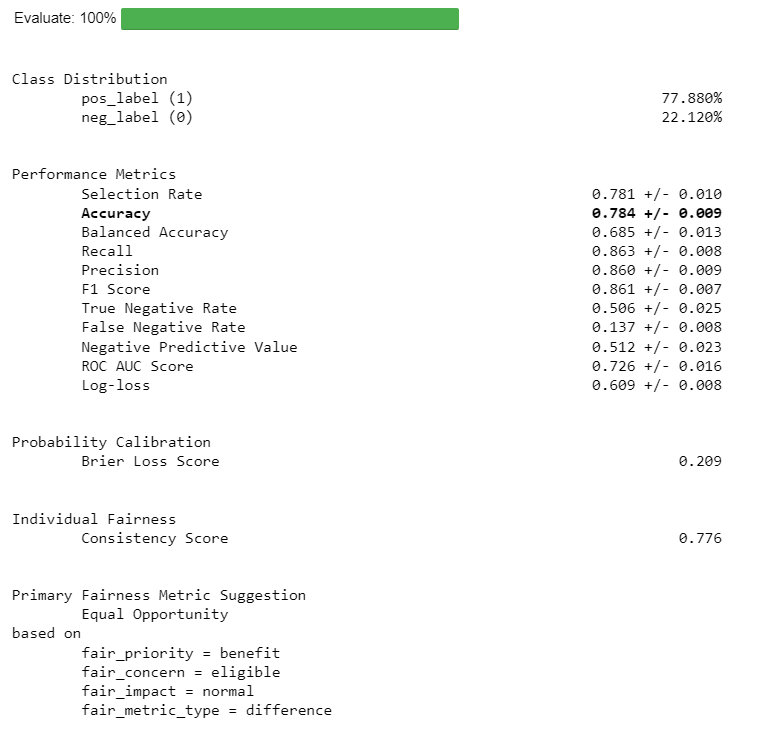 Evaluate: 100%
Class Distribution
pos_label (1) 77.880%
neg_label (0) 22.120%
Performance Metrics
Selection Rate 0.781 +/- 0.010
Accuracy 0.784 +/- 0.009
Balanced Accuracy 0.685 +/- 0.013
Recall 0.863 +/- 0.008
Precision 0.860 +/- 0.009
F1 Score 0.861 +/- 0.007
True Negative Rate 0.506 +/- 0.025
False Negative Rate 0.137 +/- 0.008
Negative Predictive Value 0.512 +/- 0.023
ROC AUC Score 0.726 +/- 0.016
Log-loss 0.609 +/- 0.008
Probability Calibration
Brier Loss Score 0.209
Individual Fairness
Consistency Score 0.776
Primary Fairness Metric Suggestion
Equal Opportunity
based on
fair_priority = benefit
fair_concern = eligible
fair_impact = normal
fair_metric_type = difference